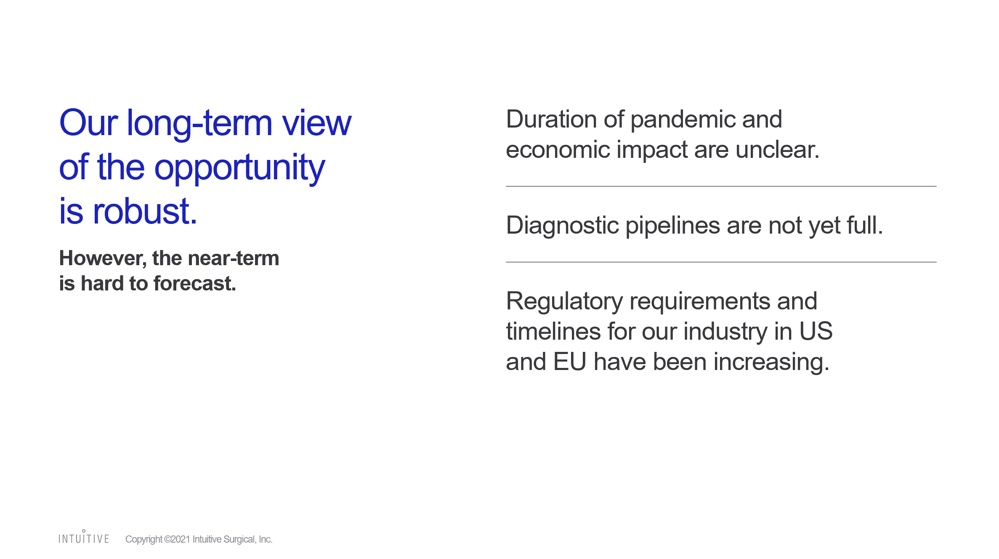 Our long-term view
of the opportunity
is robust.
However, the near-term
is hard to forecast.
Duration of pandemic and
economic impact are unclear.
Diagnostic pipelines are not yet full.
Regulatory requirements and
timelines for our industry in US
and EU have been increasing.
INTUITIVE Copyright ©2021 Intuitive Surgical, Inc.